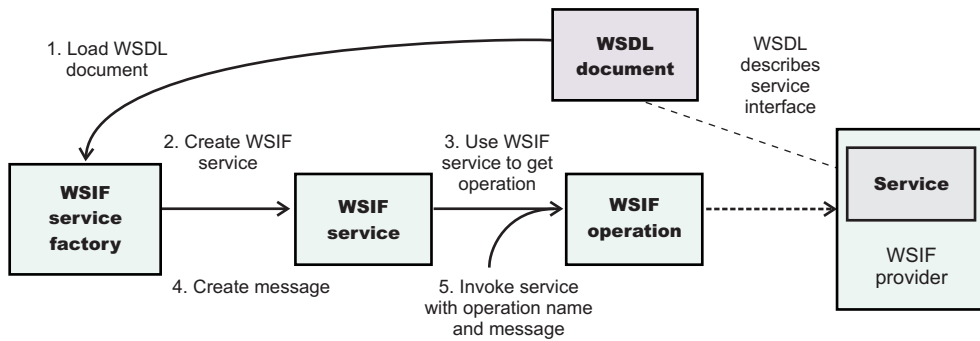 1. Load WSDL
document
WSDL
document
WSDL
describes
service
interface
2. Create WSIF
service
3. Use WSIF
service to get
operation
WSIF
service
factory
WSIF
service
WSIF
operation
Service
WSIF
provider
4. Create message
5. Invoke service
with operation name
and message